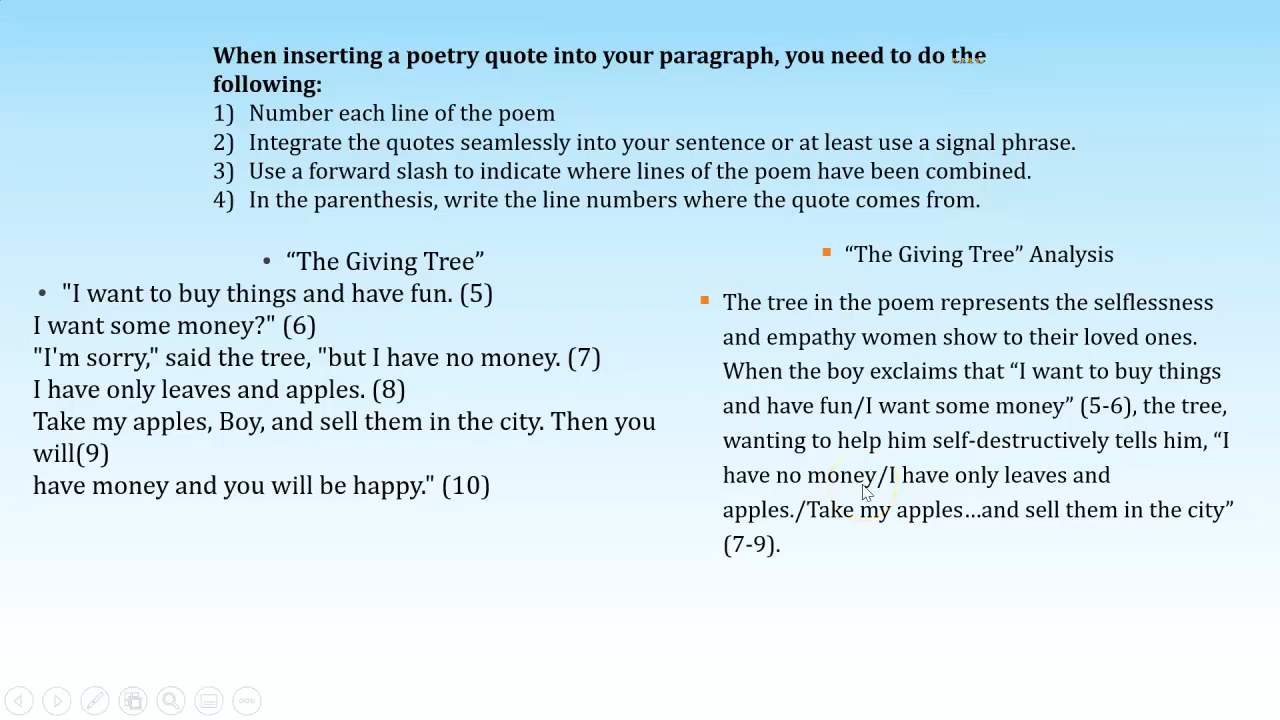 When inserting a poetry quote into your paragraph, you need to do the
following:
1) Number each line of the poem
2) Integrate the quotes seamlessly into your sentence or at least use a signal phrase.
3) Use a forward slash to indicate where lines of the poem have been combined.
4) In the parenthesis, write the line numbers where the quote comes from.
• “The Giving Tree”
• "I want to buy things and have fun. (5)
I want some money?" (6)
"I'm sorry," said the tree, "but I have no money. (7)
I have only leaves and apples. (8)
Take my apples, Boy, and sell them in the city. Then you
will(9)
have money and you will be happy." (10)
▪ “The Giving Tree” Analysis
▪ The tree in the poem represents the selflessness
and empathy women show to their loved ones.
When the boy exclaims that “I want to buy things
and have fun/I want some money” (5-6), the tree,
wanting to help him self-destructively tells him, “I
have no money/I have only leaves and
apples./Take my apples…and sell them in the city”
(7-9).